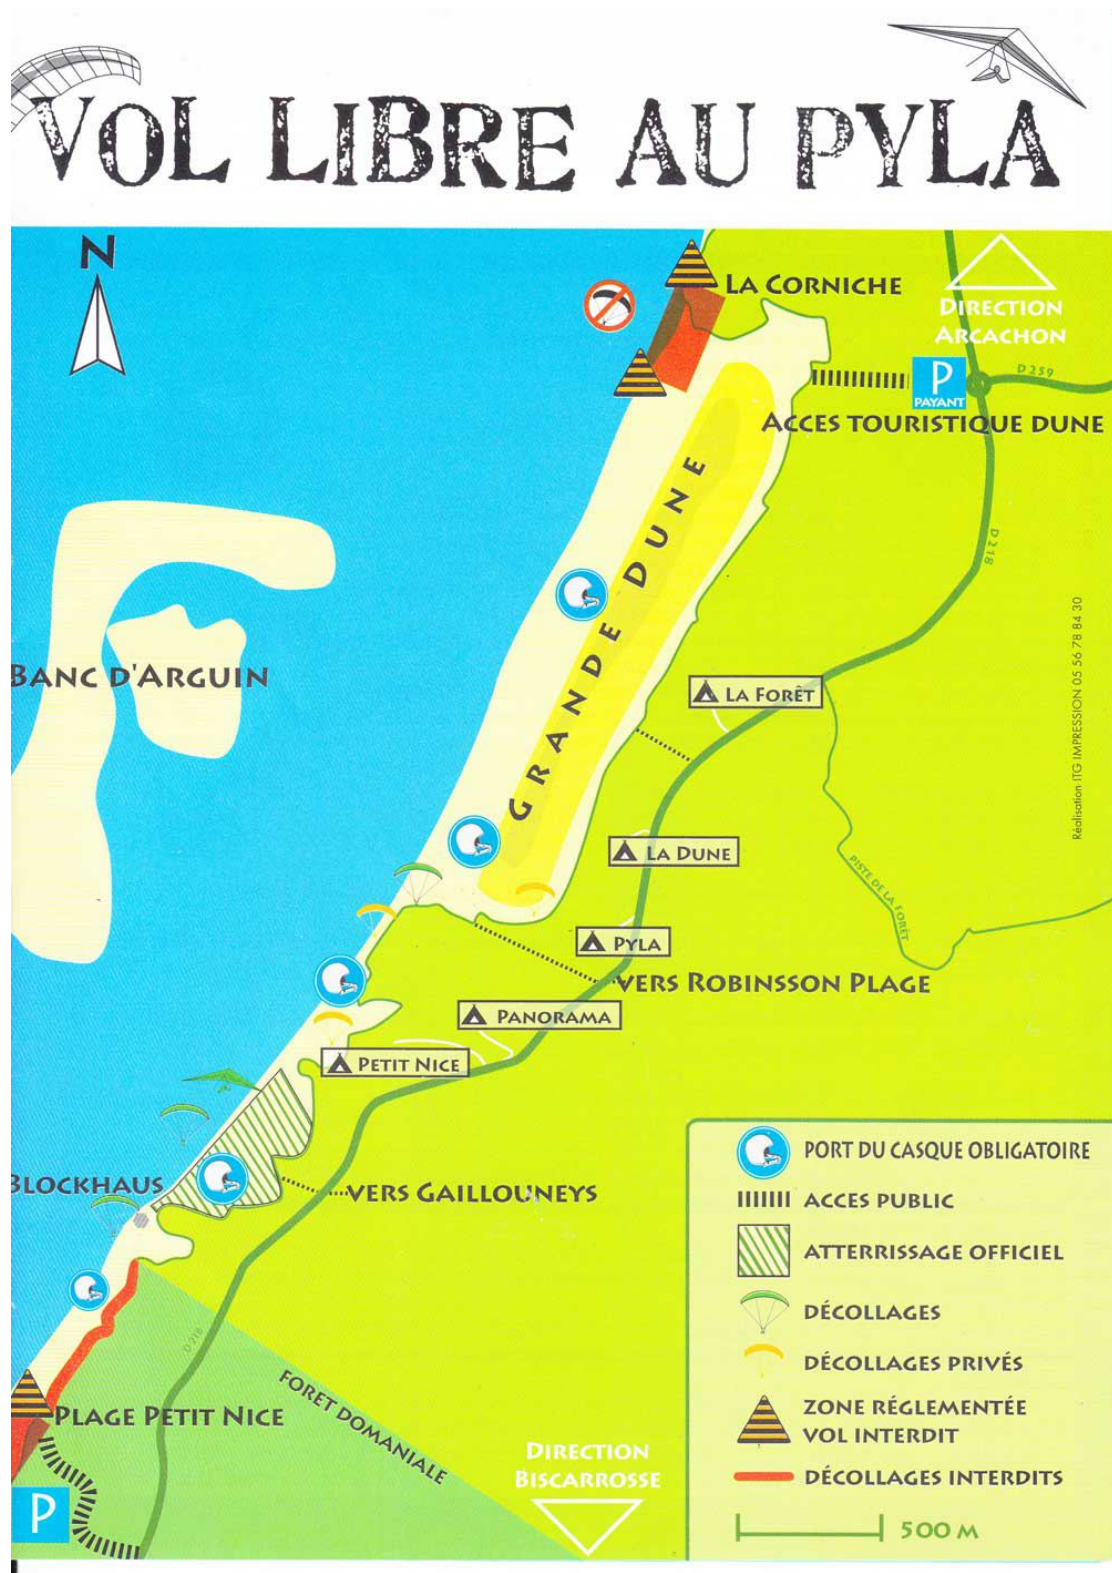 VOL LIBRE AU PYLA
N
LA CORNICHE
DIRECTION
ARCACHON
P
PAYANT
D 259
ACCES TOURISTIQUE DUNE
GRANDE DUNE
D 218
BANC D'ARGUIN
LA FORÊT
Réalisation ITG IMPRESSION 05 56 78 84 30
LA DUNE
PISTE DE LA FORÊT
PYLA
VERS ROBINSSON PLAGE
PANORAMA
PETIT NICE
BLOCKHAUS
VERS GAILLOUNEYS
D 218
FORET DOMANIALE
PLAGE PETIT NICE
P
DIRECTION
BISCARROSSE
PORT DU CASQUE OBLIGATOIRE
ACCES PUBLIC
ATTERRISSAGE OFFICIEL
DÉCOLLAGES
DÉCOLLAGES PRIVÉS
ZONE RÉGLEMENTÉE
VOL INTERDIT
DÉCOLLAGES INTERDITS
500 M